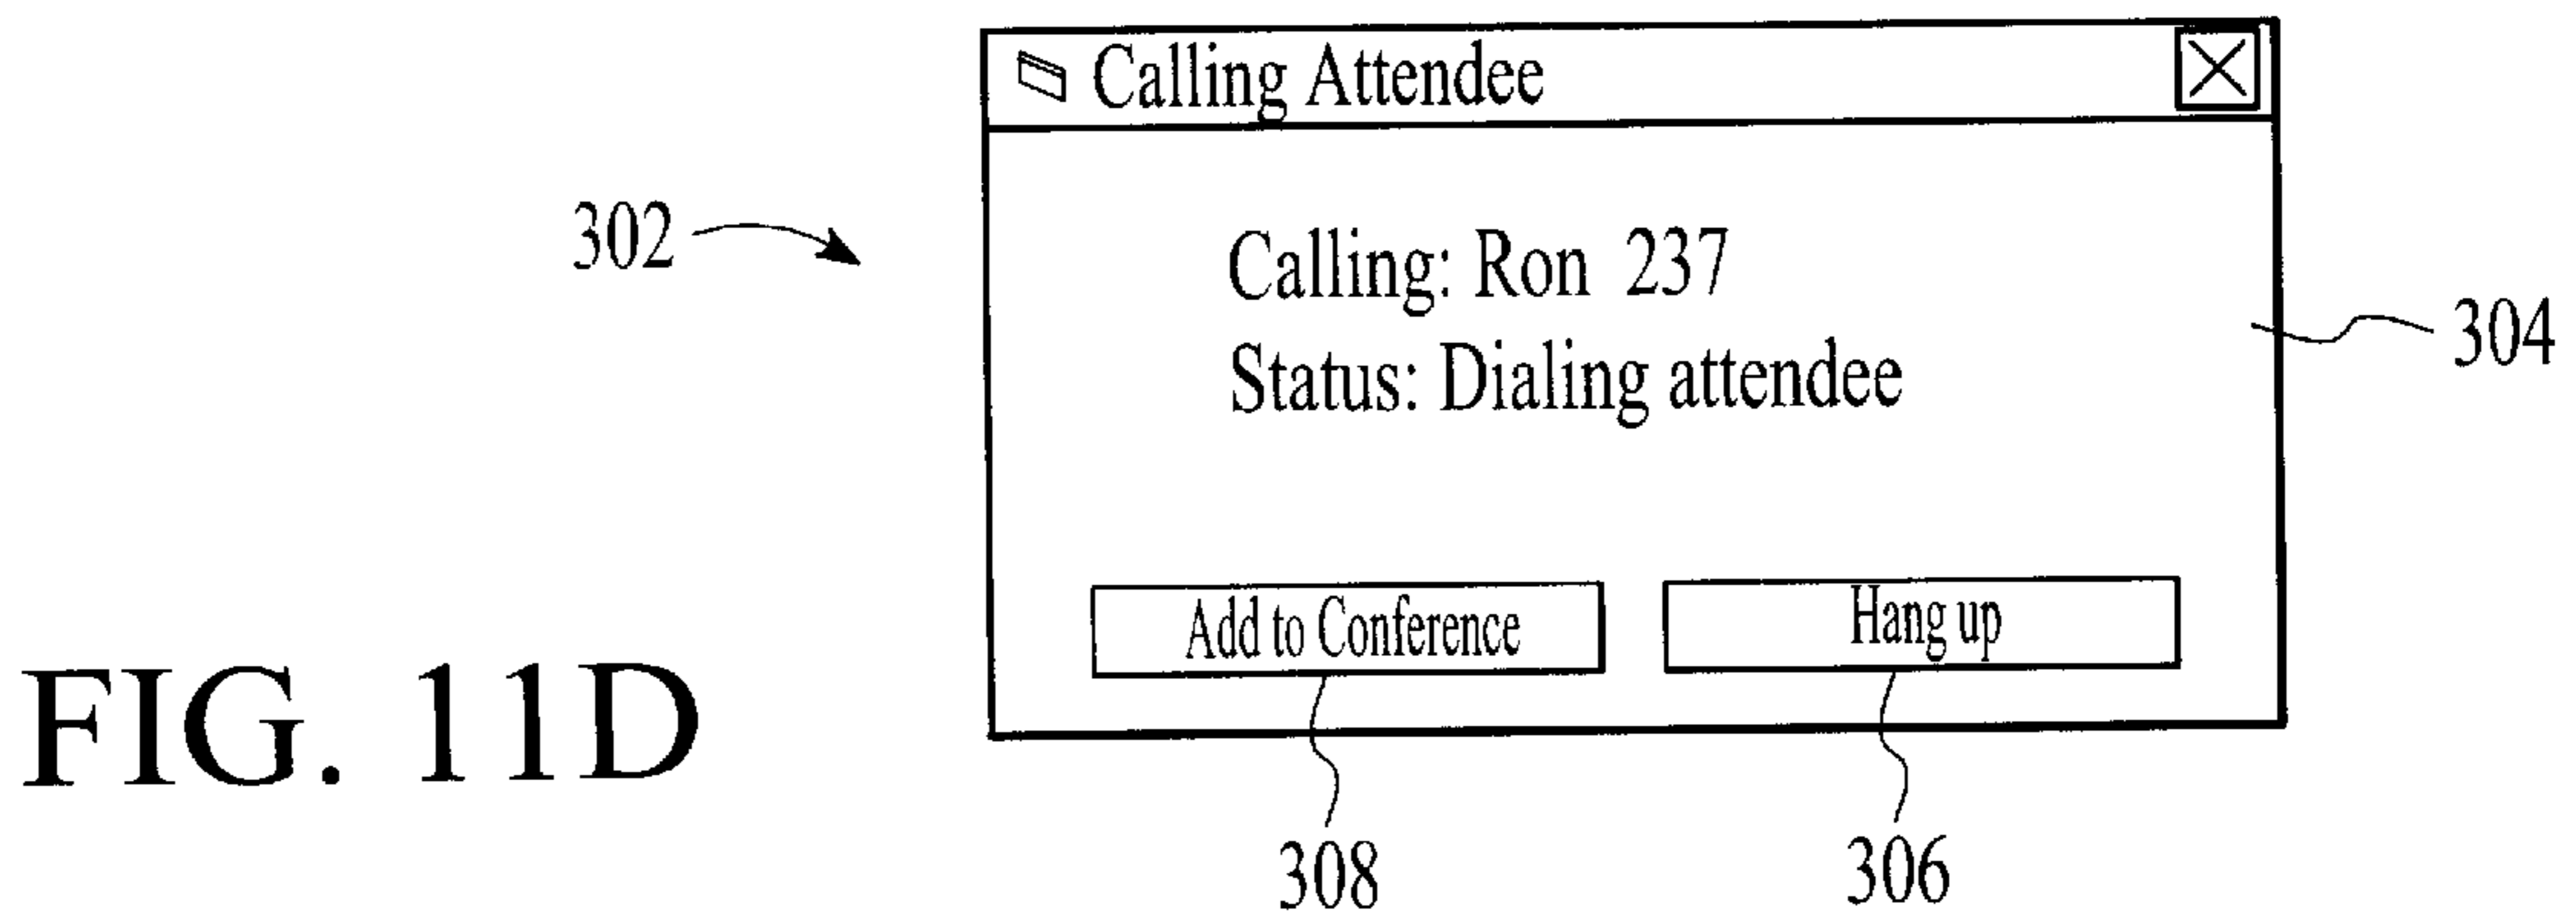 Calling Attendee
302
Calling: Ron 237
304
Status: Dialing attendee
Add to Conference
Hang up
FIG. 11D
308
306